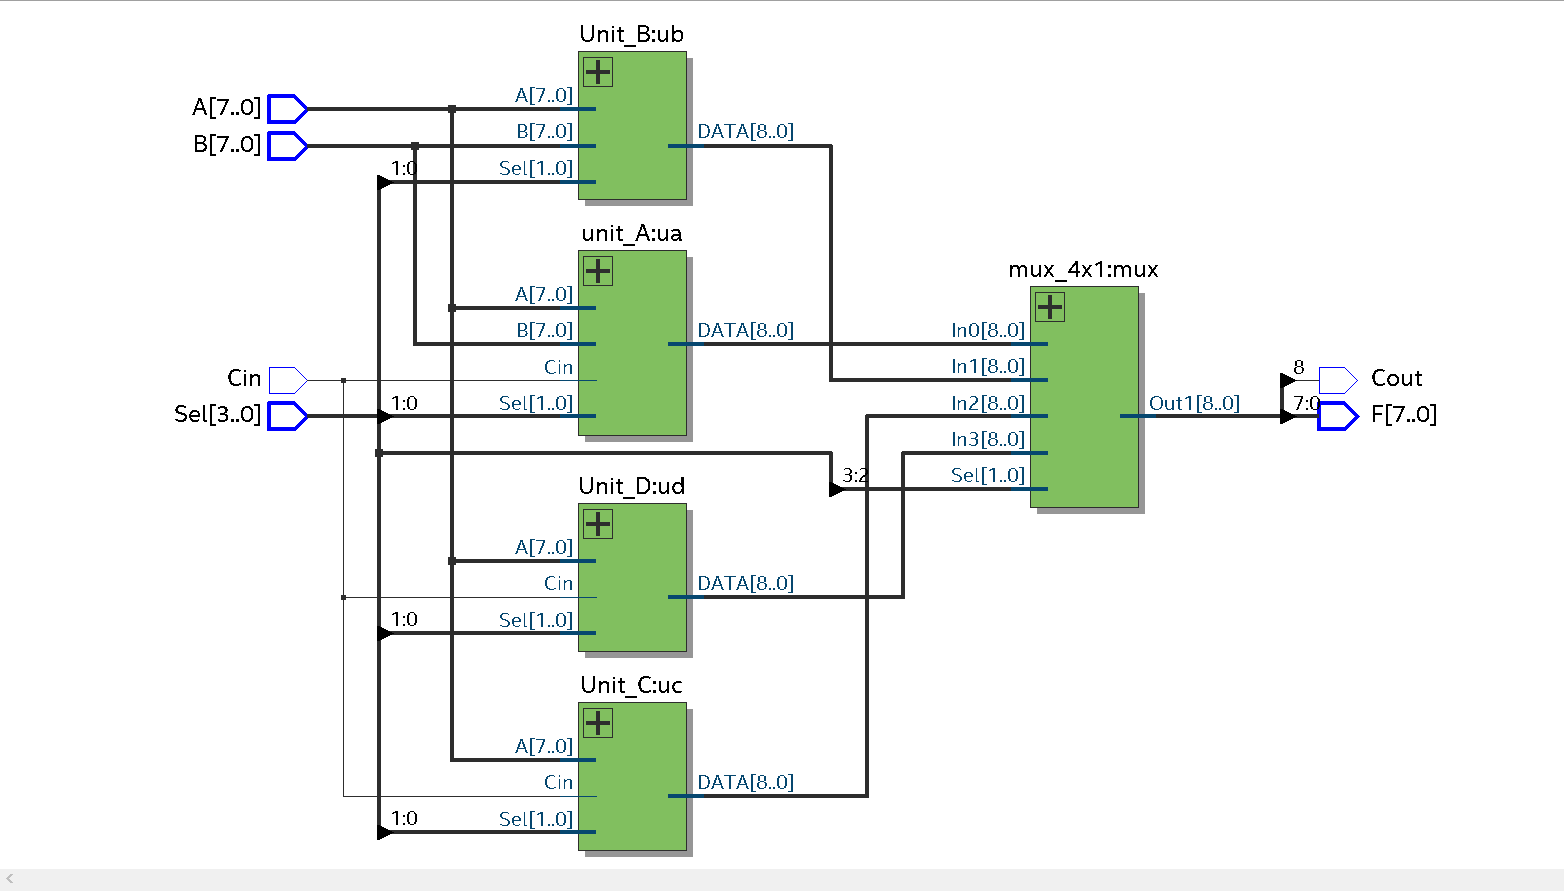 Unit_B:ub
A[7..0]
B[7..0]
A[7..0]
B[7..0]
1:0
Sel[1..0]
DATA[8..0]
unit_A:ua
A[7..0]
B[7..0]
Cin
Sel[1..0]
DATA[8..0]
Cin
Sel[3..0]
1:0
mux_4x1:mux
In0[8..0]
In1[8..0]
In2[8..0]
In3[8..0]
3:2
Sel[1..0]
Out1[8..0]
8
Cout
7:0
F[7..0]
Unit_D:ud
A[7..0]
Cin
1:0
Sel[1..0]
DATA[8..0]
Unit_C:uc
A[7..0]
Cin
1:0
Sel[1..0]
DATA[8..0]